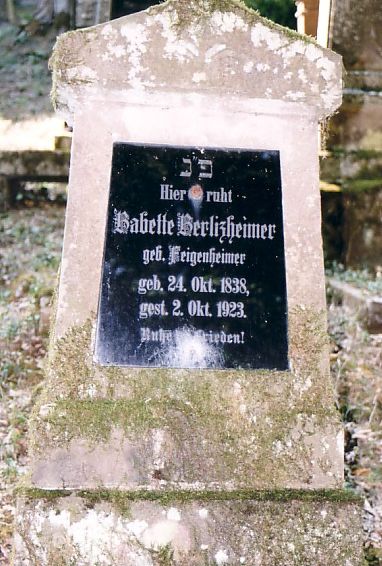 פ נ
Hier ruht
Babette Berlizheimer
geb. Feigenheimer
geb. 24. Okt. 1838,
gest. 2. Okt. 1923.
Ruhe Frieden!